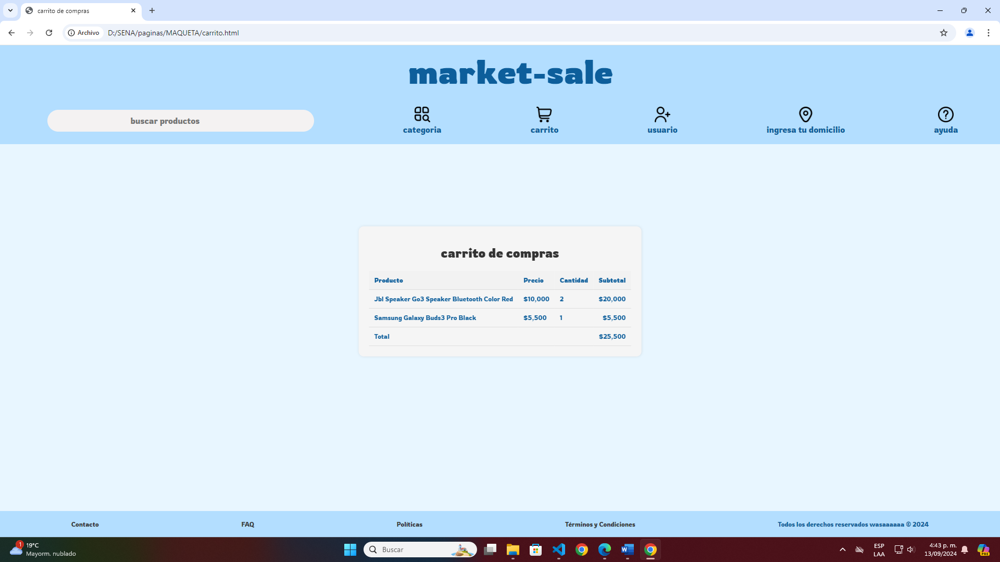 carrito de compras
Archivo D:/SENA/paginas/MAQUETA/carrito.html
market-sale
buscar productos
categoria carrito usuario ingresa tu domicilio ayuda
carrito de compras
Producto Precio Cantidad Subtotal
Jbl Speaker Go3 Speaker Bluetooth Color Red $10,000 2 $20,000
Samsung Galaxy Buds3 Pro Black $5,500 1 $5,500
Total $25,500
Contacto FAQ Políticas Términos y Condiciones Todos los derechos reservados wasaaaaaa © 2024
1
19°C
Mayorm. nublado
Buscar
ESP
LAA
4:43 p. m.
13/09/2024
PRE